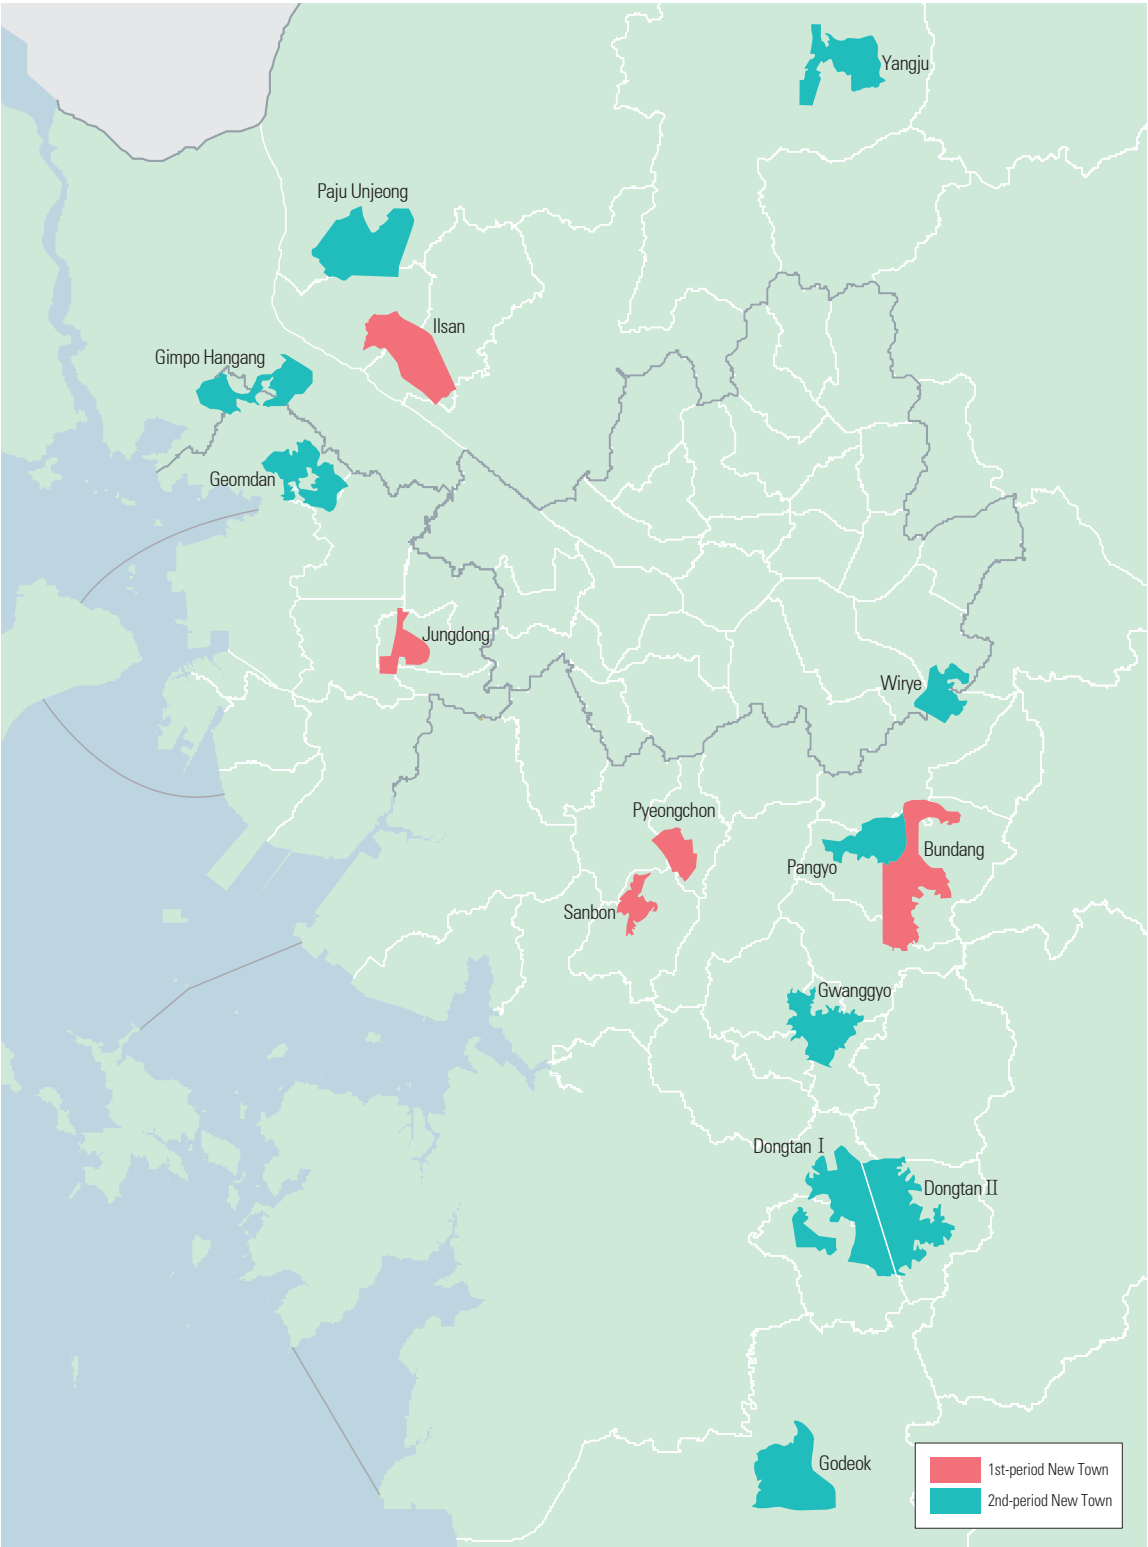 Yangju
Paju Unjeong
Ilsan
Gimpo Hangang
Geomdan
Jungdong
Wirye
Pyeongchon
Bundang
Pangyo
Sanbon
Gwanggyo
Dongtan Ⅰ
Dongtan Ⅱ
Godeok
1st-period New Town
2nd-period New Town